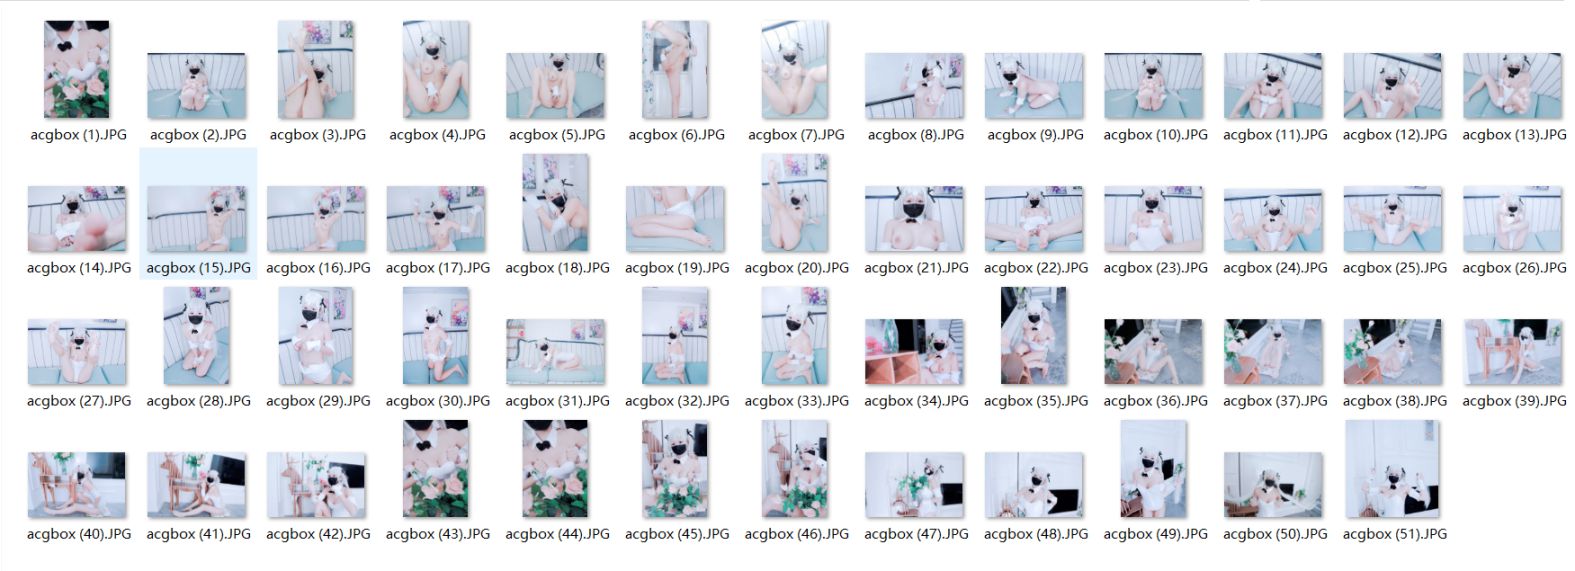 acgbox (1).JPG acgbox (2).JPG acgbox (3).JPG acgbox (4).JPG acgbox (5).JPG acgbox (6).JPG acgbox (7).JPG acgbox (8).JPG acgbox (9).JPG acgbox (10).JPG acgbox (11).JPG acgbox (12).JPG acgbox (13).JPG
acgbox (14).JPG acgbox (15).JPG acgbox (16).JPG acgbox (17).JPG acgbox (18).JPG acgbox (19).JPG acgbox (20).JPG acgbox (21).JPG acgbox (22).JPG acgbox (23).JPG acgbox (24).JPG acgbox (25).JPG acgbox (26).JPG
acgbox (27).JPG acgbox (28).JPG acgbox (29).JPG acgbox (30).JPG acgbox (31).JPG acgbox (32).JPG acgbox (33).JPG acgbox (34).JPG acgbox (35).JPG acgbox (36).JPG acgbox (37).JPG acgbox (38).JPG acgbox (39).JPG
acgbox (40).JPG acgbox (41).JPG acgbox (42).JPG acgbox (43).JPG acgbox (44).JPG acgbox (45).JPG acgbox (46).JPG acgbox (47).JPG acgbox (48).JPG acgbox (49).JPG acgbox (50).JPG acgbox (51).JPG